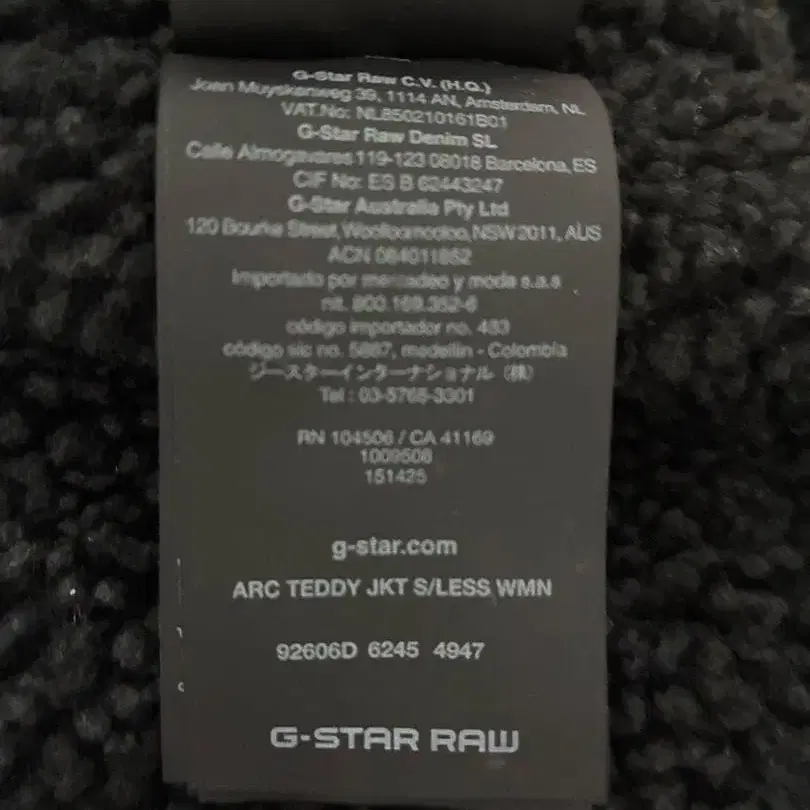 G-Star Raw C.V. (H.Q.)
Joan Muyskenweg 39, 1114 AN, Amsterdam, NL
VAT.No: NL850210161B01
G-Star Raw Denim SL
Calle Almogavares 119-123 08018 Barcelona, ES
CIF No: ES B 62443247
G-Star Australia Pty Ltd
120 Bourke Street, Woolloomooloo, NSW 2011, AUS
ACN 084011852
Importado por mercadeo y moda s.a.s
nit. 800.169.352-6
código importador no. 483
código sic no. 5867, medellin - Colombia
ジースターインターナショナル (株)
Tel : 03-5765-3301
RN 104506 / CA 41169
1009508
151425
g-star.com
ARC TEDDY JKT S/LESS WMN
92606D 6245 4947
G-STAR RAW